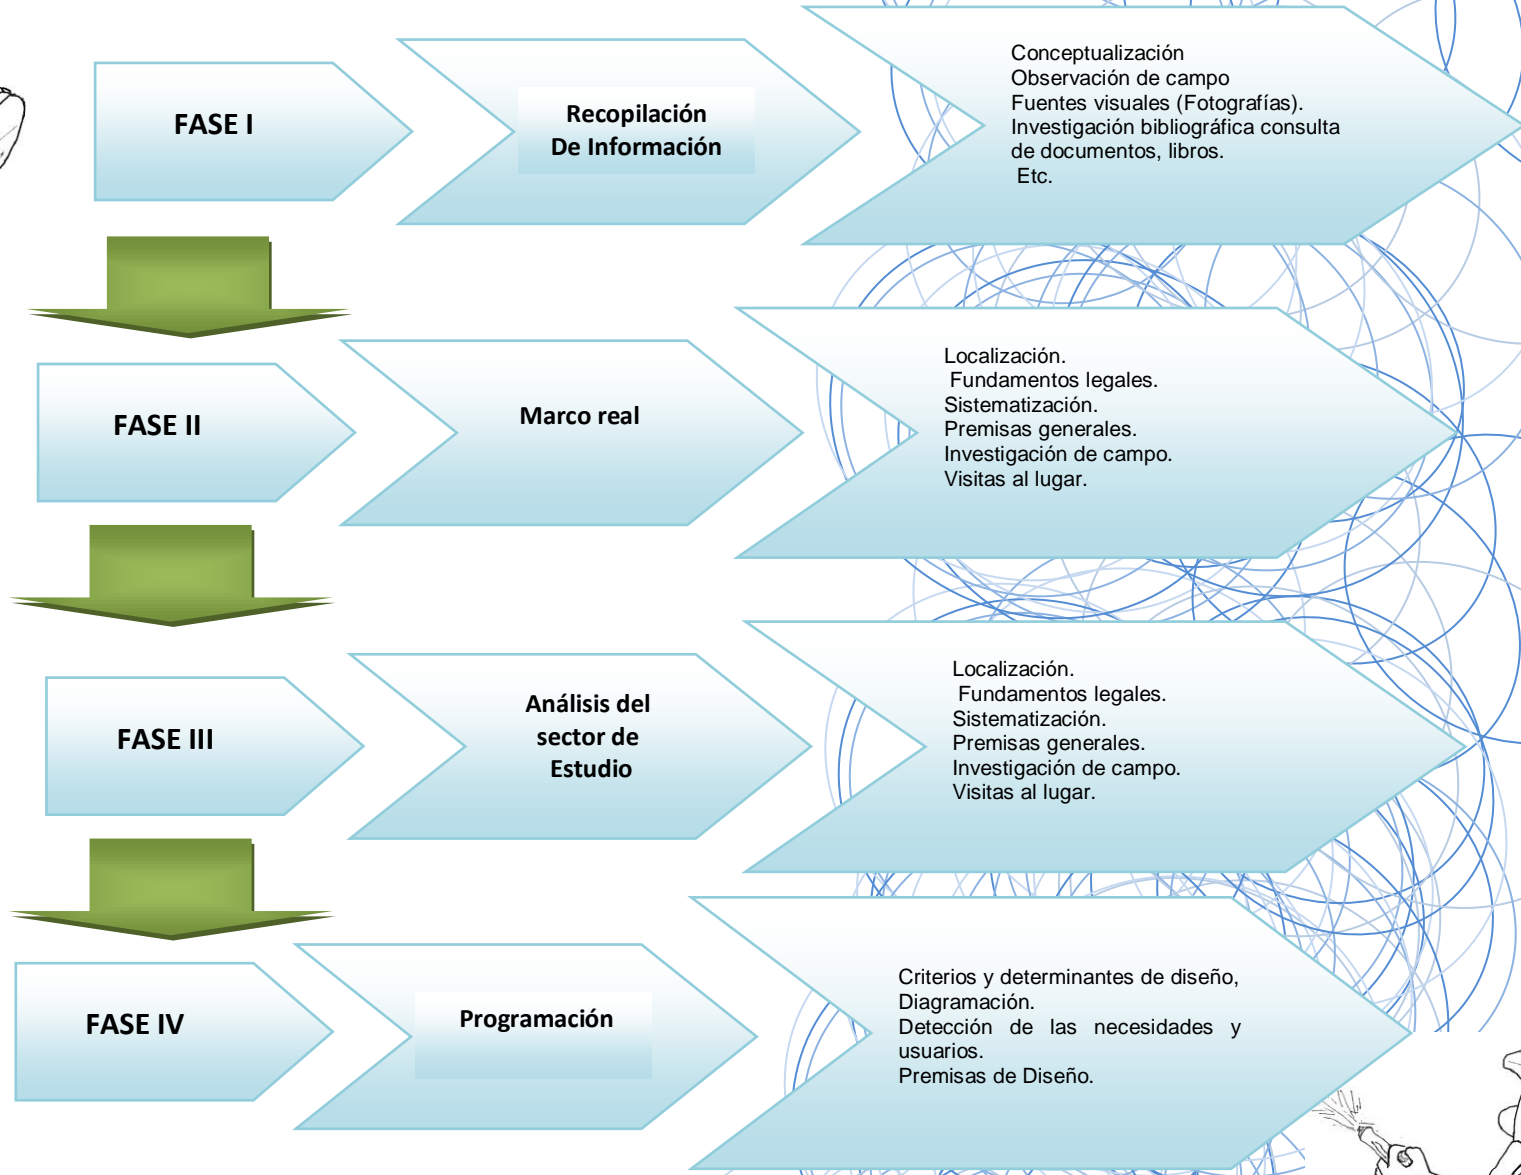 FASE I
Recopilación
De Información
Conceptualización
Observación de campo
Fuentes visuales (Fotografías).
Investigación bibliográfica consulta
de documentos, libros.
Etc.
FASE II
Marco real
Localización.
Fundamentos legales.
Sistematización.
Premisas generales.
Investigación de campo.
Visitas al lugar.
FASE III
Análisis del
sector de
Estudio
Localización.
Fundamentos legales.
Sistematización.
Premisas generales.
Investigación de campo.
Visitas al lugar.
FASE IV
Programación
Criterios y determinantes de diseño,
Diagramación.
Detección de las necesidades y
usuarios.
Premisas de Diseño.